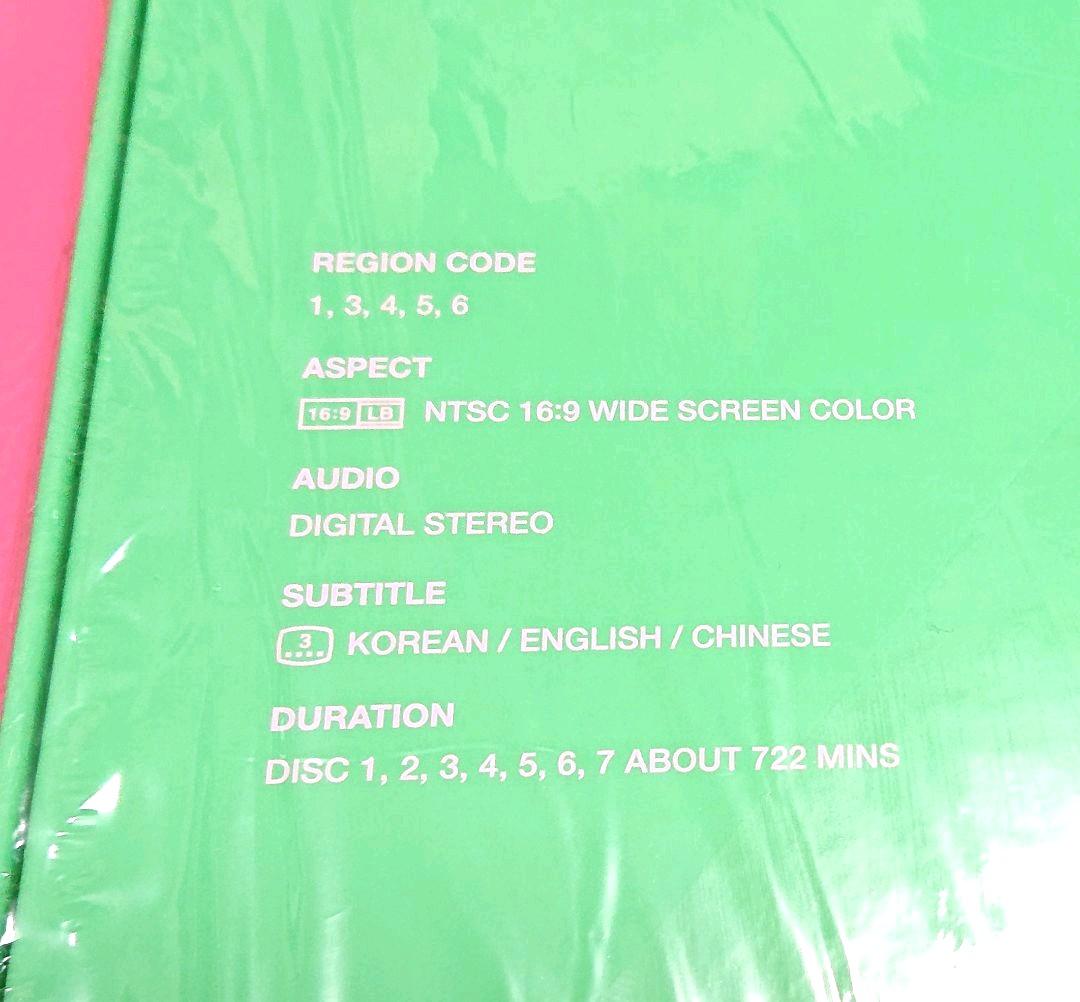 REGION CODE
1, 3, 4, 5, 6
ASPECT
16:9 LB NTSC 16:9 WIDE SCREEN COLOR
AUDIO
DIGITAL STEREO
SUBTITLE
3 KOREAN / ENGLISH / CHINESE
DURATION
DISC 1, 2, 3, 4, 5, 6, 7 ABOUT 722 MINS